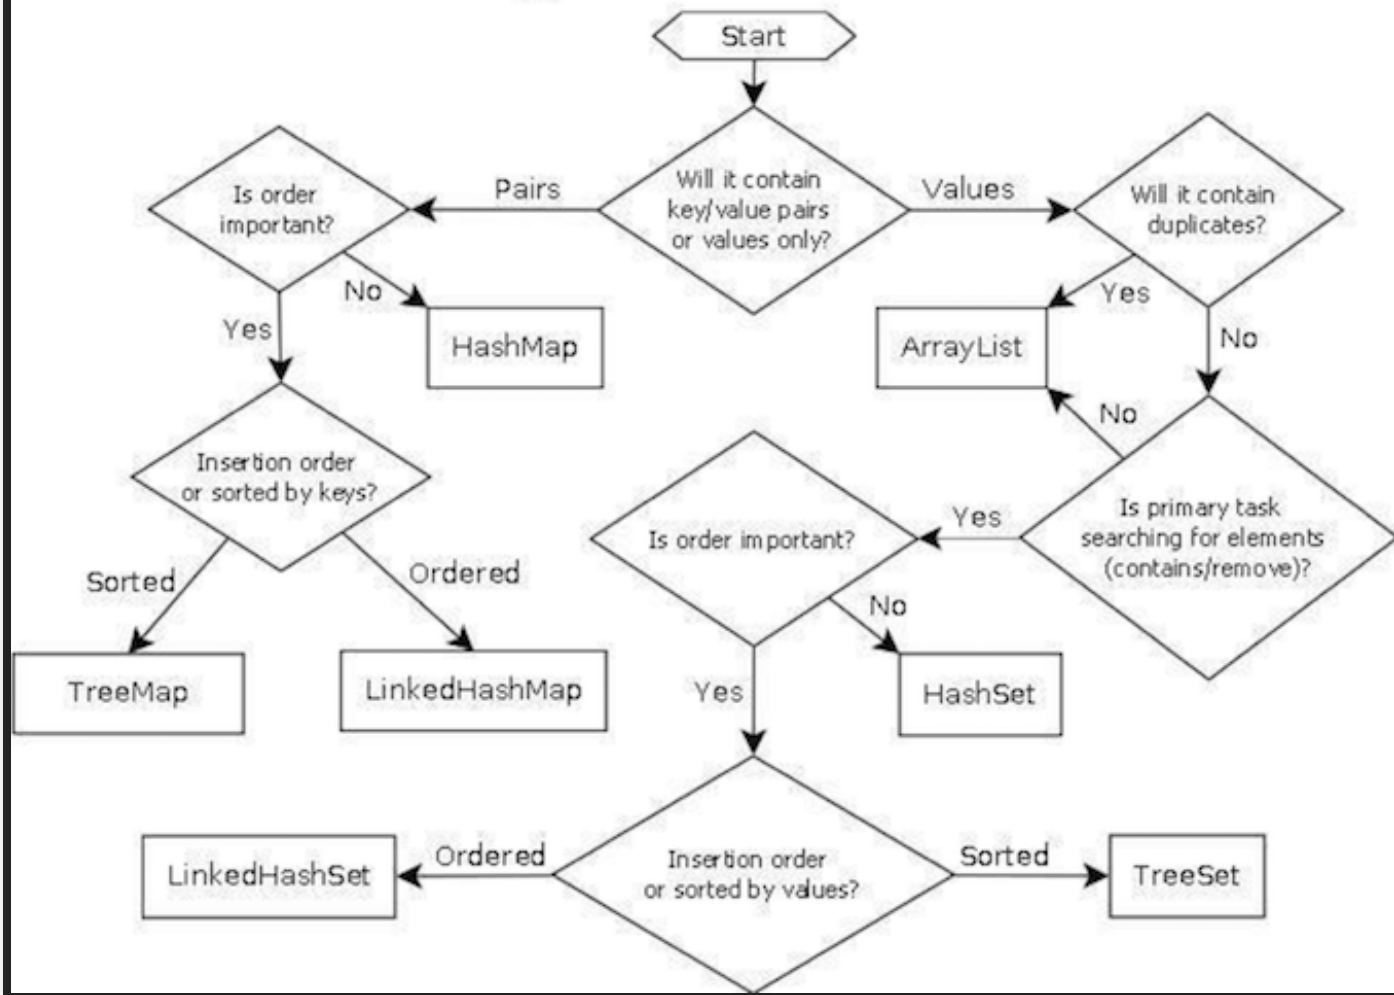 Start
Will it contain
key/value pairs
or values only?
Pairs
Values
Is order
important?
No
HashMap
Yes
Insertion order
or sorted by keys?
Sorted
TreeMap
Ordered
LinkedHashMap
Will it contain
duplicates?
Yes
ArrayList
No
Is primary task
searching for elements
(contains/remove)?
No
Yes
Is order important?
No
HashSet
Yes
Insertion order
or sorted by values?
Ordered
LinkedHashSet
Sorted
TreeSet